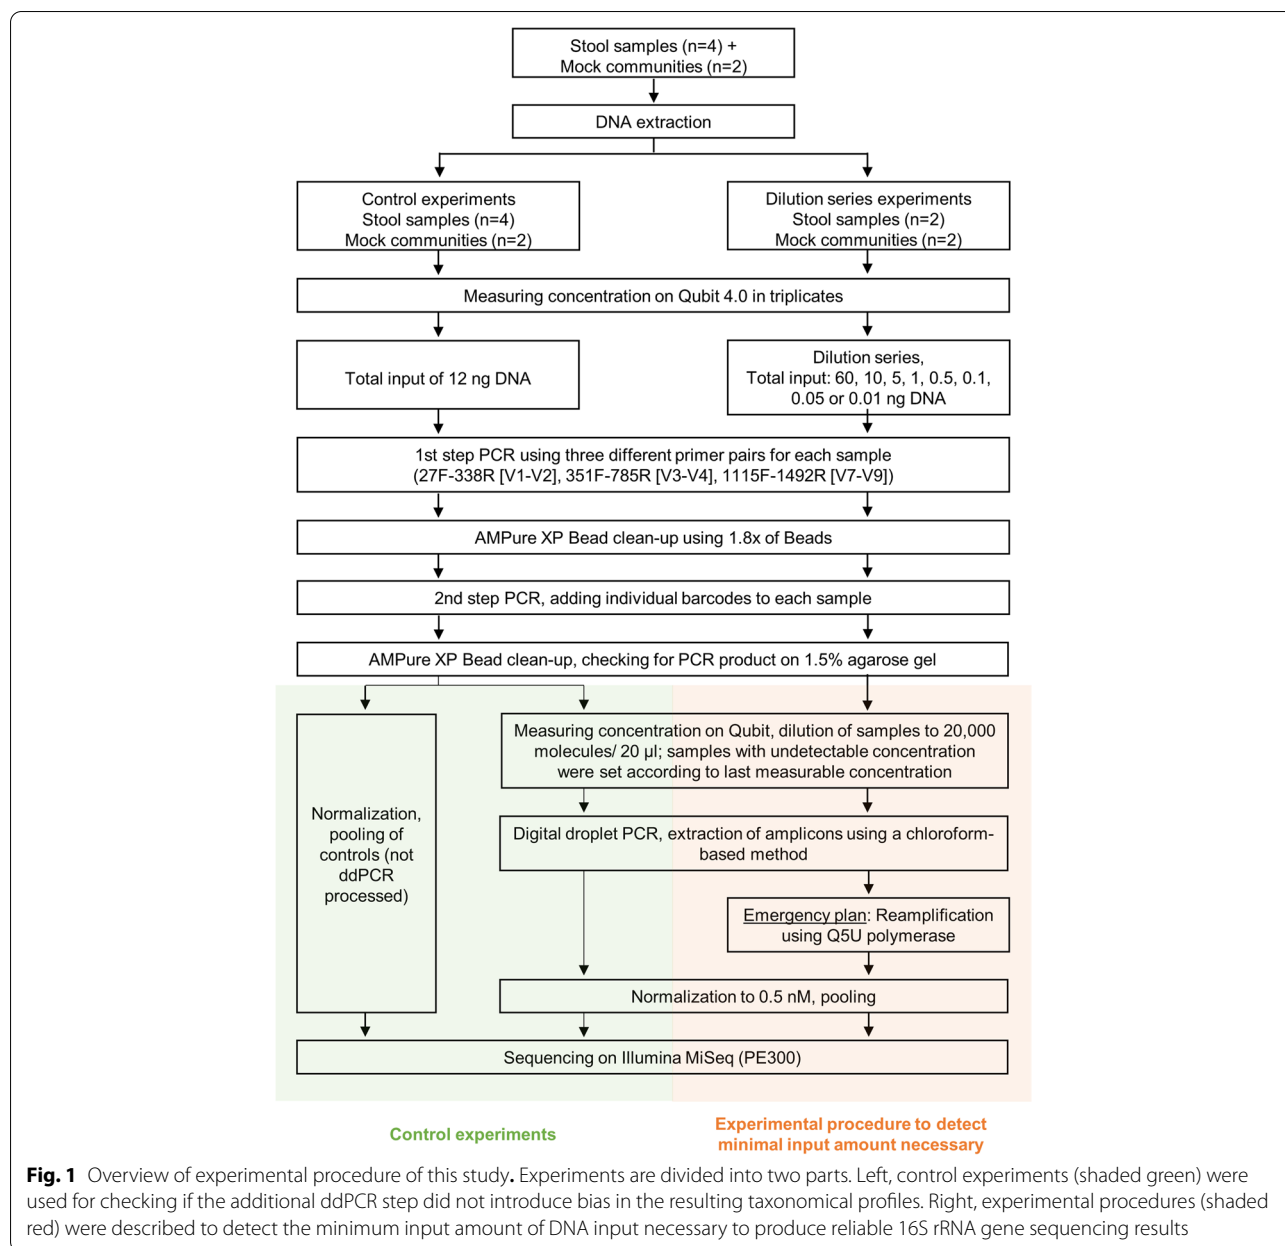 Stool samples (n=4) +
Mock communities (n=2)
DNA extraction
Control experiments
Stool samples (n=4)
Mock communities (n=2)
Dilution series experiments
Stool samples (n=2)
Mock communities (n=2)
Measuring concentration on Qubit 4.0 in triplicates
Total input of 12 ng DNA
Dilution series,
Total input: 60, 10, 5, 1, 0.5, 0.1,
0.05 or 0.01 ng DNA
1st step PCR using three different primer pairs for each sample
(27F-338R [V1-V2], 351F-785R [V3-V4], 1115F-1492R [V7-V9])
AMPure XP Bead clean-up using 1.8x of Beads
2nd step PCR, adding individual barcodes to each sample
AMPure XP Bead clean-up, checking for PCR product on 1.5% agarose gel
Normalization,
pooling of
controls (not
ddPCR
processed)
Measuring concentration on Qubit, dilution of samples to 20,000
molecules/ 20 µl; samples with undetectable concentration
were set according to last measurable concentration
Digital droplet PCR, extraction of amplicons using a chloroform-
based method
Emergency plan: Reamplification
using Q5U polymerase
Normalization to 0.5 nM, pooling
Sequencing on Illumina MiSeq (PE300)
Control experiments
Experimental procedure to detect
minimal input amount necessary
Fig. 1 Overview of experimental procedure of this study. Experiments are divided into two parts. Left, control experiments (shaded green) were
used for checking if the additional ddPCR step did not introduce bias in the resulting taxonomical profiles. Right, experimental procedures (shaded
red) were described to detect the minimum input amount of DNA input necessary to produce reliable 16S rRNA gene sequencing results